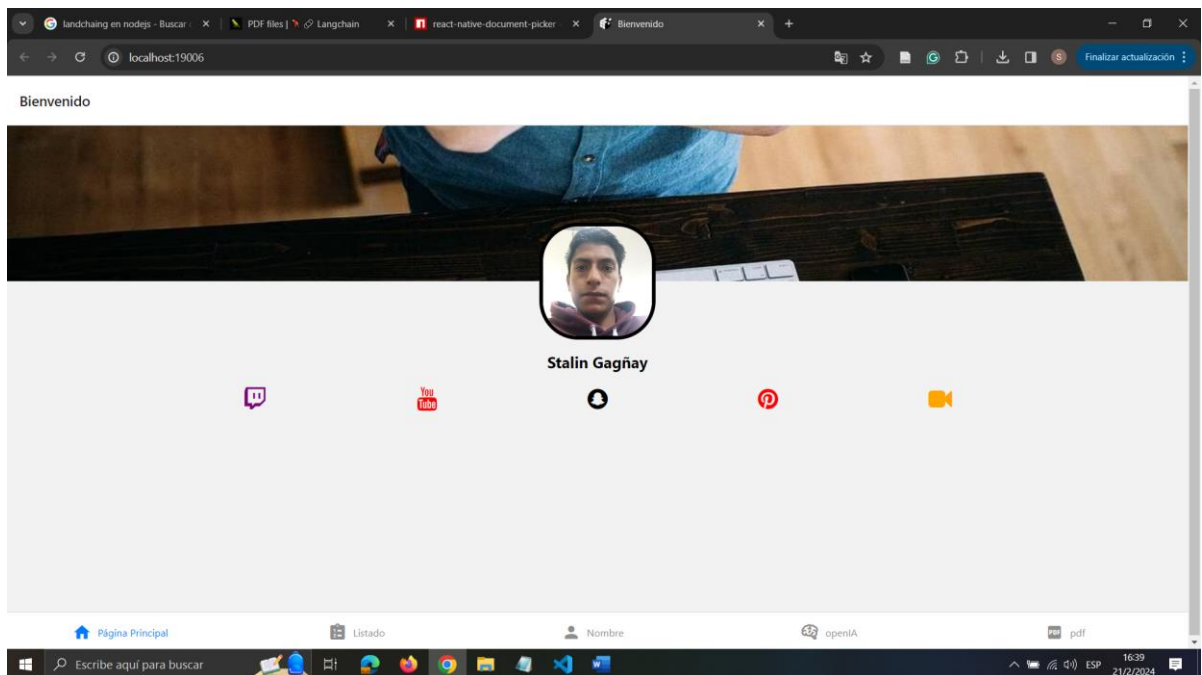 landchaing en nodejs - Buscar
PDF files | Langchain
react-native-document-picker
Bienvenido
localhost:19006
Finalizar actualización
Bienvenido
Stalin Gagñay
You
Tube
Página Principal
Listado
Nombre
openIA
PDF
pdf
Escribe aquí para buscar
ESP
16:39
21/2/2024